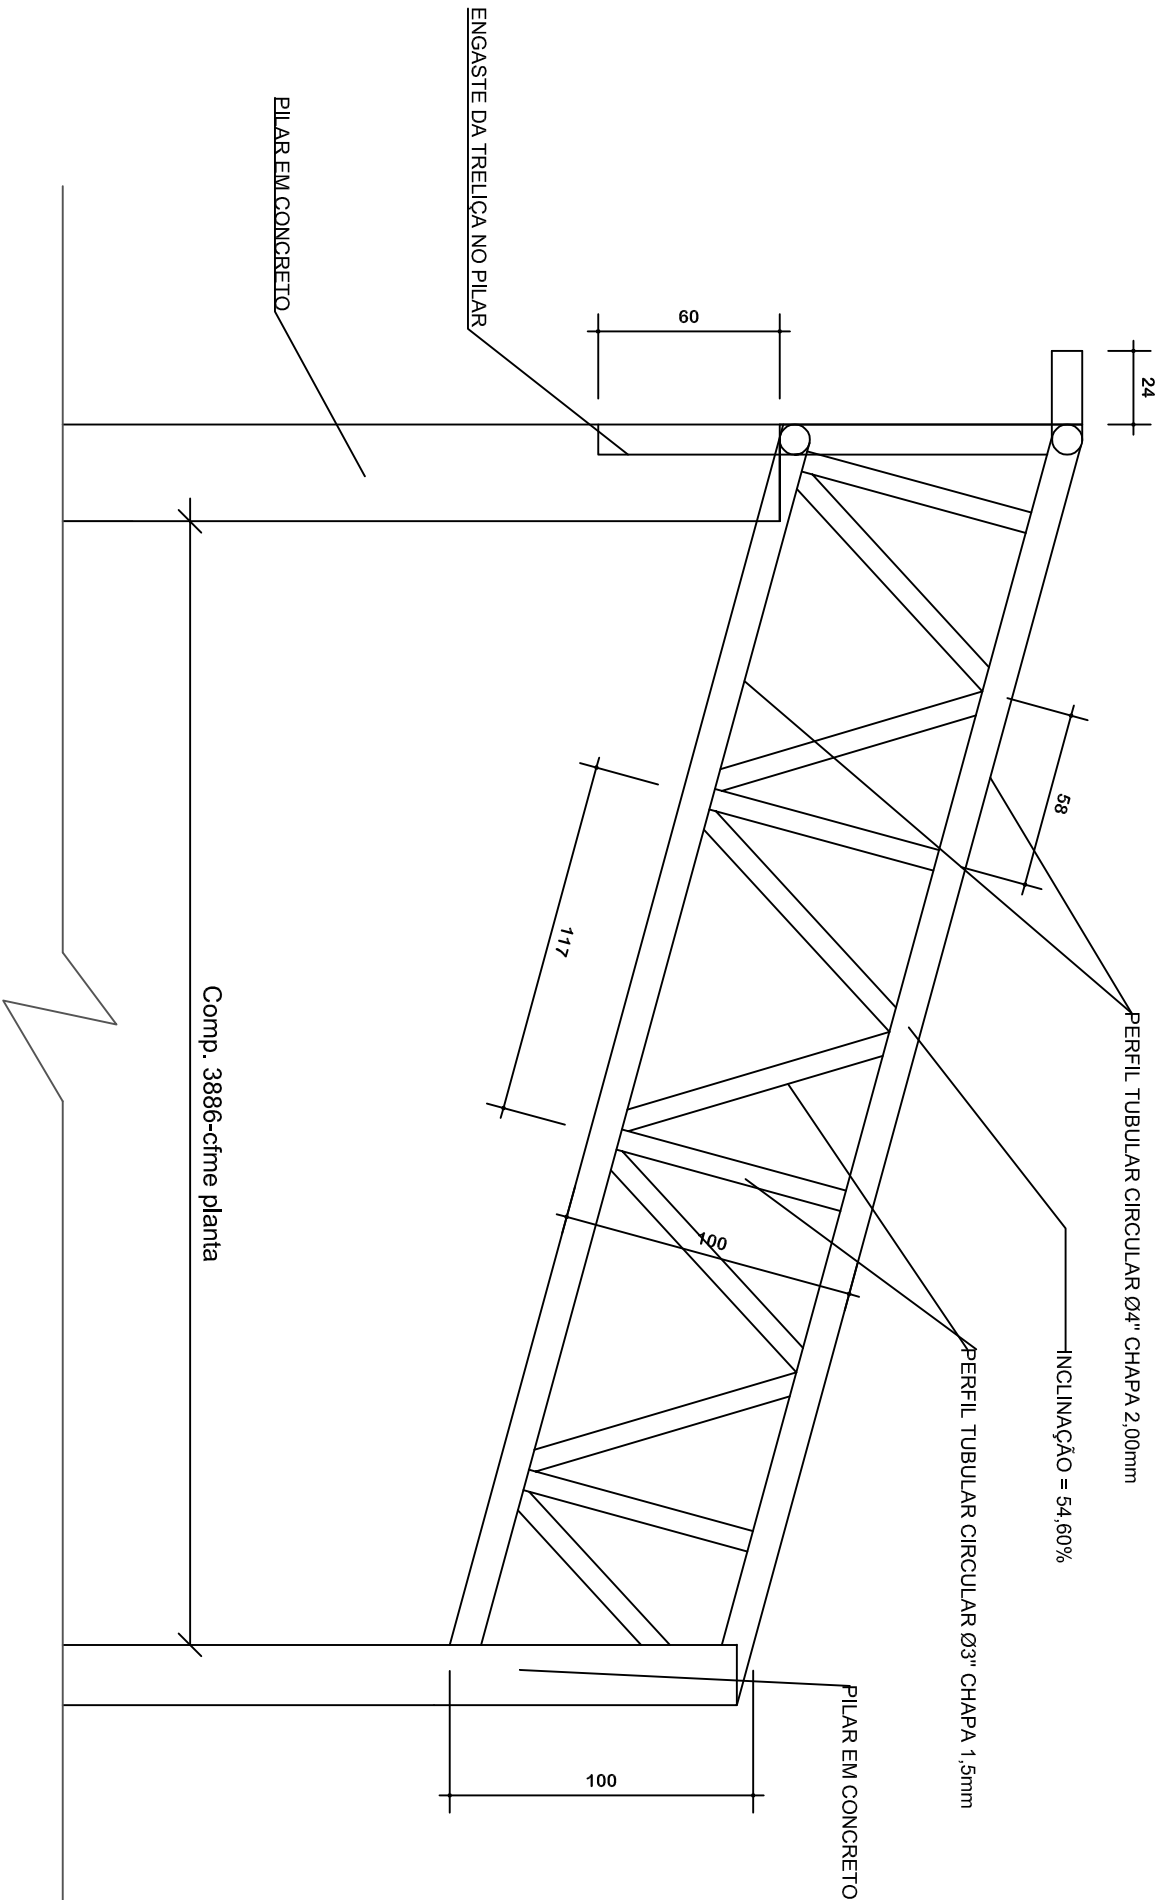 24
60
ENGASTE DA TRELIÇA NO PILAR
PILAR EM CONCRETO
58
117
100
PERFIL TUBULAR CIRCULAR Ø4" CHAPA 2,00mm
INCLINAÇÃO = 54,60%
PERFIL TUBULAR CIRCULAR Ø3" CHAPA 1,5mm
Comp. 3886-cfme planta
PILAR EM CONCRETO
100